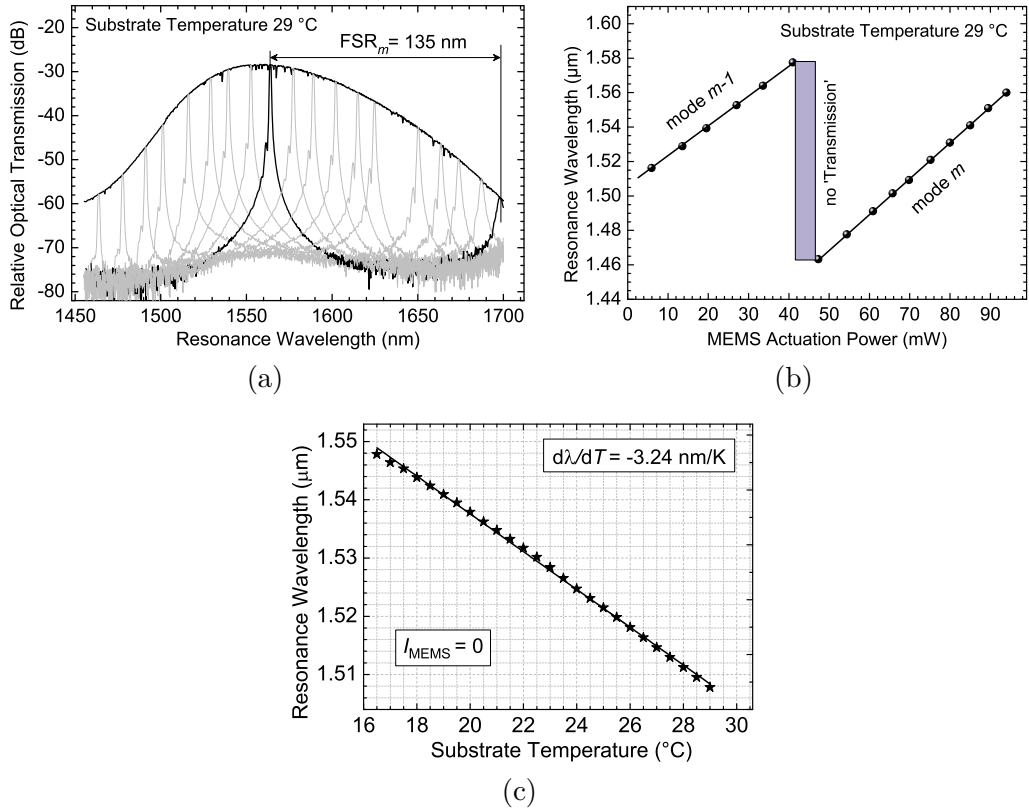 Substrate Temperature 29 °C
FSRm= 135 nm
-20
-30
-40
-50
-60
-70
-80
Relative Optical Transmission (dB)
1450 1500 1550 1600 1650 1700
Resonance Wavelength (nm)
(a)
Substrate Temperature 29 °C
1.60
1.58
1.56
1.54
1.52
1.50
1.48
1.46
1.44
Resonance Wavelength (µm)
mode m-1
no 'Transmission'
mode m
0 10 20 30 40 50 60 70 80 90
MEMS Actuation Power (mW)
(b)
1.55
1.54
1.53
1.52
1.51
Resonance Wavelength (µm)
dλ/dT = -3.24 nm/K
IMEMS = 0
16 18 20 22 24 26 28 30
Substrate Temperature (°C)
(c)